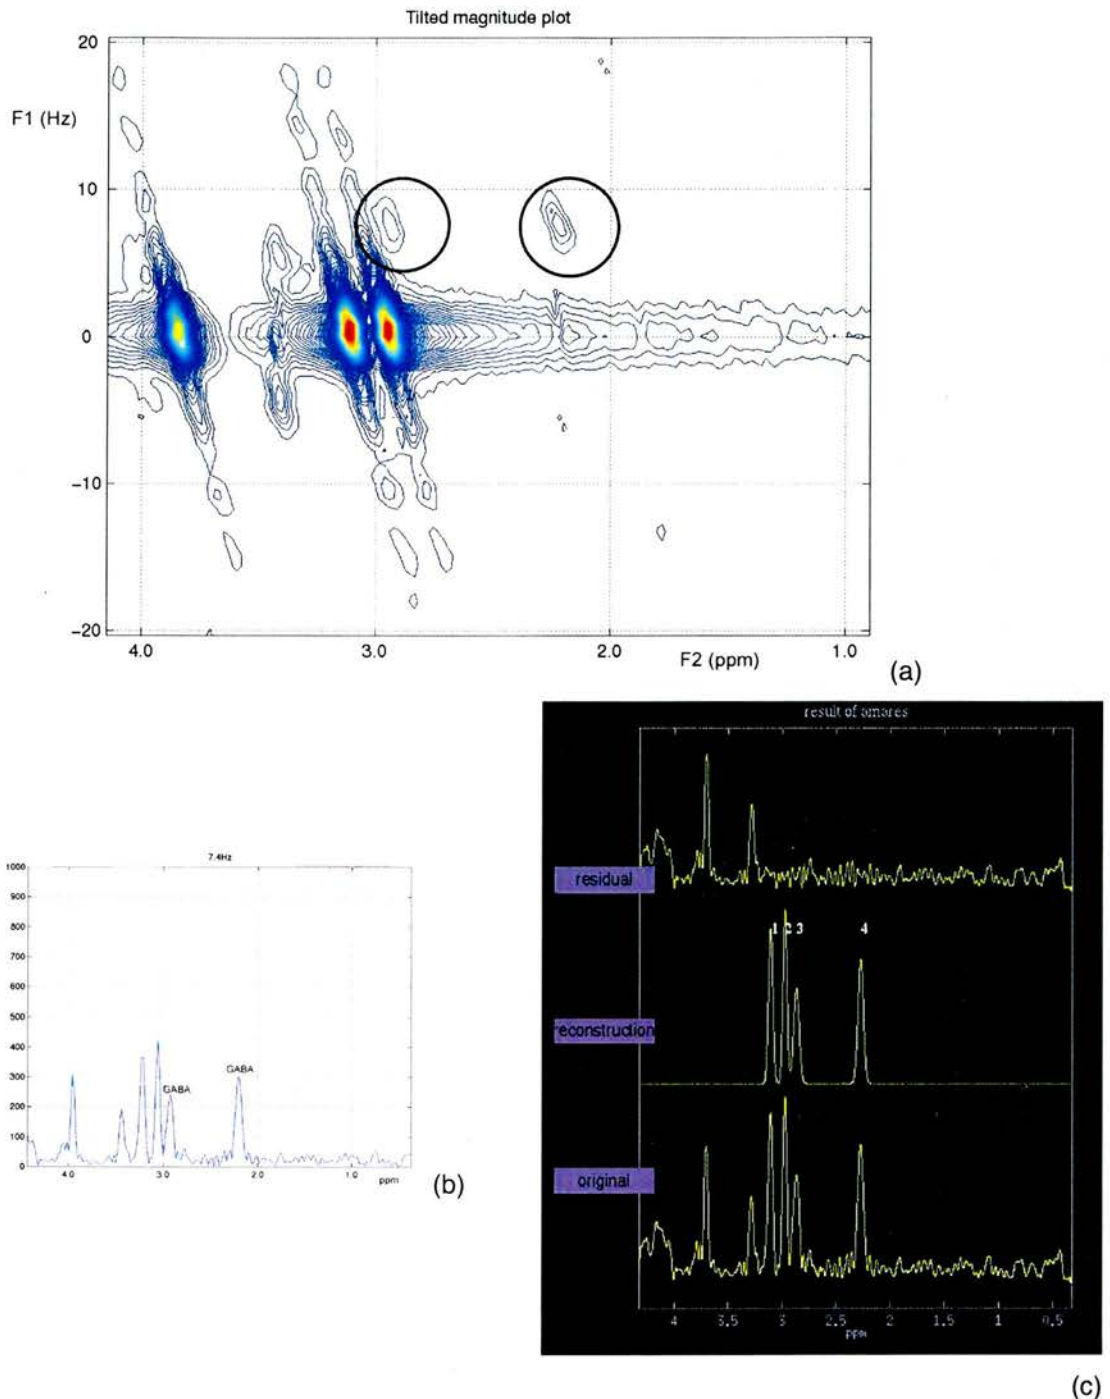 Tilted magnitude plot
F1 (Hz)
20
10
0
−10
−20
4.0 3.0 2.0 1.0
F2 (ppm)
(a)
7.4Hz
1000
900
800
700
600
500
400
300
200
100
0
GABA GABA
4.0 3.0 2.0 1.0
ppm
(b)
result of amares
residual
1 2 3 4
reconstruction
original
4 3.5 3 2.5 2 1.5 1 0.5
ppm
(c)